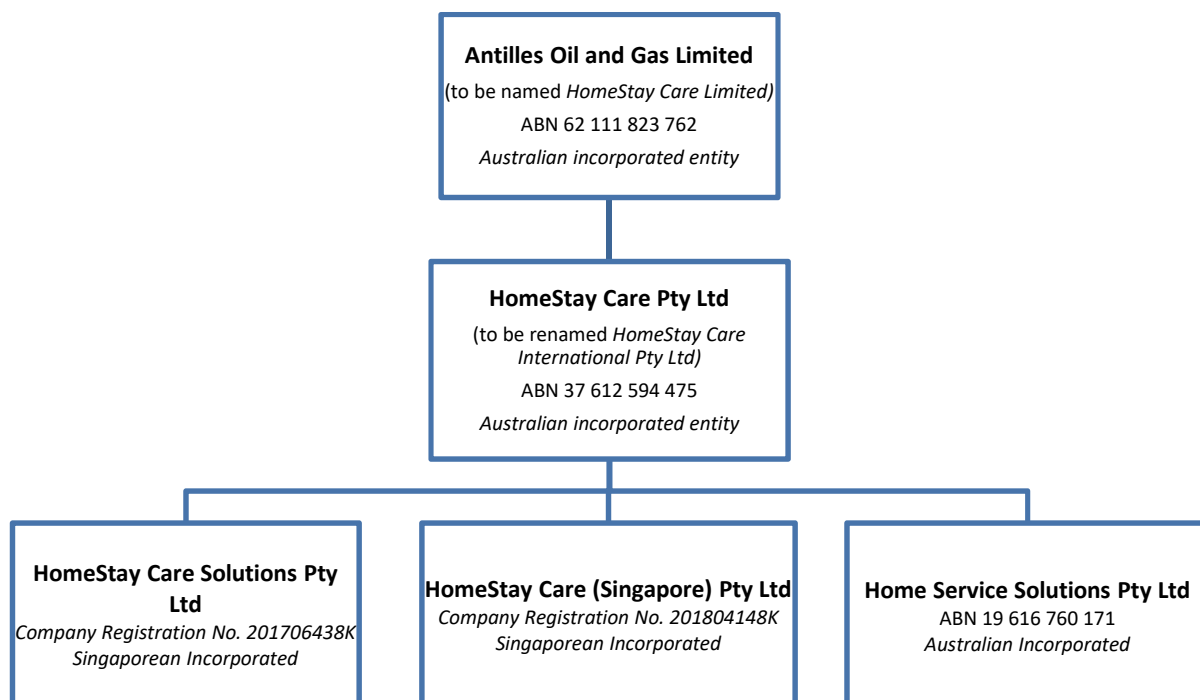 Antilles Oil and Gas Limited
(to be named HomeStay Care Limited)
ABN 62 111 823 762
Australian incorporated entity
HomeStay Care Pty Ltd
(to be renamed HomeStay Care
International Pty Ltd)
ABN 37 612 594 475
Australian incorporated entity
HomeStay Care Solutions Pty
Ltd
Company Registration No. 201706438K
Singaporean Incorporated
HomeStay Care (Singapore) Pty Ltd
Company Registration No. 201804148K
Singaporean Incorporated
Home Service Solutions Pty Ltd
ABN 19 616 760 171
Australian Incorporated